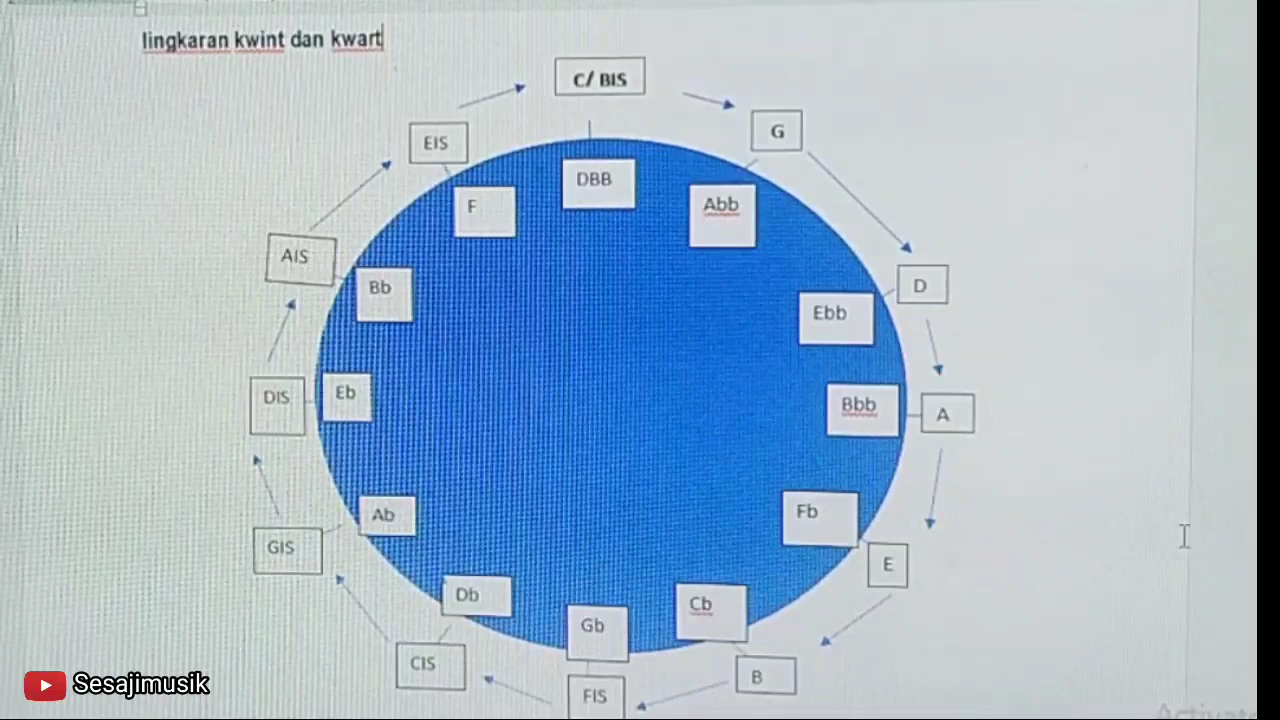 lingkaran kwint dan kwart
C/ BIS
G
EIS
DBB
Abb
F
AIS
D
Bb
Ebb
DIS
Eb
Bbb
A
Ab
Fb
GIS
E
Db
Cb
Gb
CIS
B
FIS
Sesajimusik
Activate